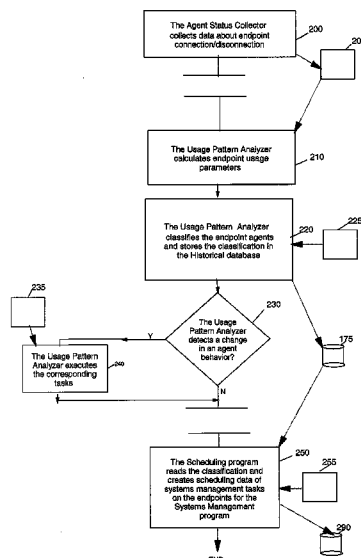 The Agent Status Collector
collects data about endpoint
connection/disconnection
200
20
The Usage Pattern Analyzer
calculates endpoint usage
parameters
210
The Usage Pattern Analyzer
classifies the endpoint agents
and stores the classification in
the Historical database
220
225
235
230
The Usage
Pattern Analyzer
detects a change
in an agent
behavior?
Y
N
The Usage Pattern
Analyzer executes
the corresponding
tasks
240
175
The Scheduling program
reads the classification and
creates scheduling data of
systems management tasks
on the endpoints for the
Systems Management
program
250
255
290